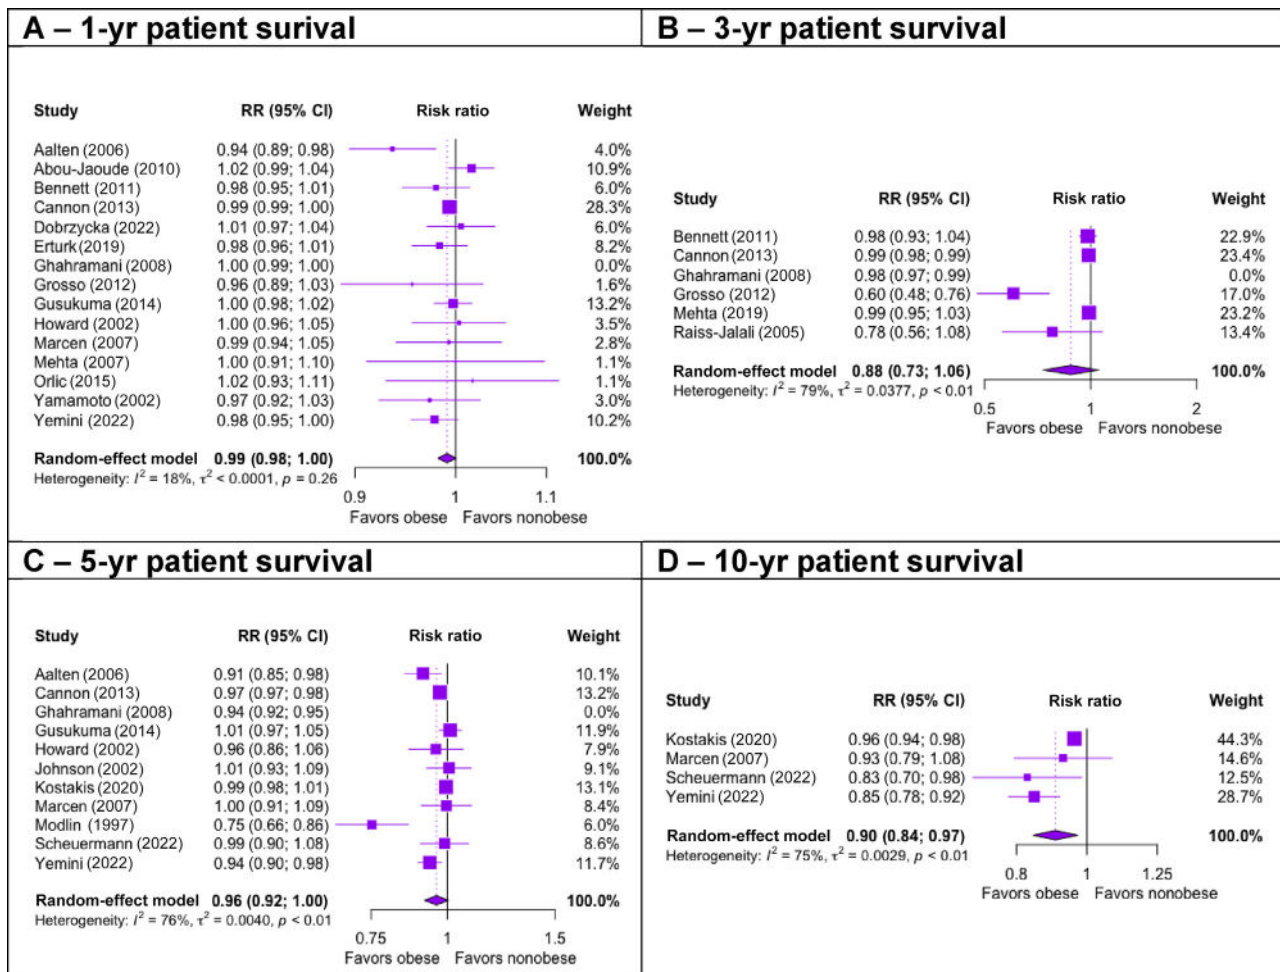 A – 1-yr patient surival
Study RR (95% CI) Risk ratio Weight
Aalten (2006) 0.94 (0.89; 0.98) 4.0%
Abou-Jaoude (2010) 1.02 (0.99; 1.04) 10.9%
Bennett (2011) 0.98 (0.95; 1.01) 6.0%
Cannon (2013) 0.99 (0.99; 1.00) 28.3%
Dobrzycka (2022) 1.01 (0.97; 1.04) 6.0%
Erturk (2019) 0.98 (0.96; 1.01) 8.2%
Ghahramani (2008) 1.00 (0.99; 1.00) 0.0%
Grosso (2012) 0.96 (0.89; 1.03) 1.6%
Gusukuma (2014) 1.00 (0.98; 1.02) 13.2%
Howard (2002) 1.00 (0.96; 1.05) 3.5%
Marcen (2007) 0.99 (0.94; 1.05) 2.8%
Mehta (2007) 1.00 (0.91; 1.10) 1.1%
Orlic (2015) 1.02 (0.93; 1.11) 1.1%
Yamamoto (2002) 0.97 (0.92; 1.03) 3.0%
Yemini (2022) 0.98 (0.95; 1.00) 10.2%
Random-effect model 0.99 (0.98; 1.00) 100.0%
Heterogeneity: I² = 18%, τ² < 0.0001, p = 0.26
0.9 1 1.1
Favors obese Favors nonobese
B – 3-yr patient survival
Study RR (95% CI) Risk ratio Weight
Bennett (2011) 0.98 (0.93; 1.04) 22.9%
Cannon (2013) 0.99 (0.98; 0.99) 23.4%
Ghahramani (2008) 0.98 (0.97; 0.99) 0.0%
Grosso (2012) 0.60 (0.48; 0.76) 17.0%
Mehta (2019) 0.99 (0.95; 1.03) 23.2%
Raiss-Jalali (2005) 0.78 (0.56; 1.08) 13.4%
Random-effect model 0.88 (0.73; 1.06) 100.0%
Heterogeneity: I² = 79%, τ² = 0.0377, p < 0.01
0.5 1 2
Favors obese Favors nonobese
C – 5-yr patient survival
Study RR (95% CI) Risk ratio Weight
Aalten (2006) 0.91 (0.85; 0.98) 10.1%
Cannon (2013) 0.97 (0.97; 0.98) 13.2%
Ghahramani (2008) 0.94 (0.92; 0.95) 0.0%
Gusukuma (2014) 1.01 (0.97; 1.05) 11.9%
Howard (2002) 0.96 (0.86; 1.06) 7.9%
Johnson (2002) 1.01 (0.93; 1.09) 9.1%
Kostakis (2020) 0.99 (0.98; 1.01) 13.1%
Marcen (2007) 1.00 (0.91; 1.09) 8.4%
Modlin (1997) 0.75 (0.66; 0.86) 6.0%
Scheuermann (2022) 0.99 (0.90; 1.08) 8.6%
Yemini (2022) 0.94 (0.90; 0.98) 11.7%
Random-effect model 0.96 (0.92; 1.00) 100.0%
Heterogeneity: I² = 76%, τ² = 0.0040, p < 0.01
0.75 1 1.5
Favors obese Favors nonobese
D – 10-yr patient survival
Study RR (95% CI) Risk ratio Weight
Kostakis (2020) 0.96 (0.94; 0.98) 44.3%
Marcen (2007) 0.93 (0.79; 1.08) 14.6%
Scheuermann (2022) 0.83 (0.70; 0.98) 12.5%
Yemini (2022) 0.85 (0.78; 0.92) 28.7%
Random-effect model 0.90 (0.84; 0.97) 100.0%
Heterogeneity: I² = 75%, τ² = 0.0029, p < 0.01
0.8 1 1.25
Favors obese Favors nonobese